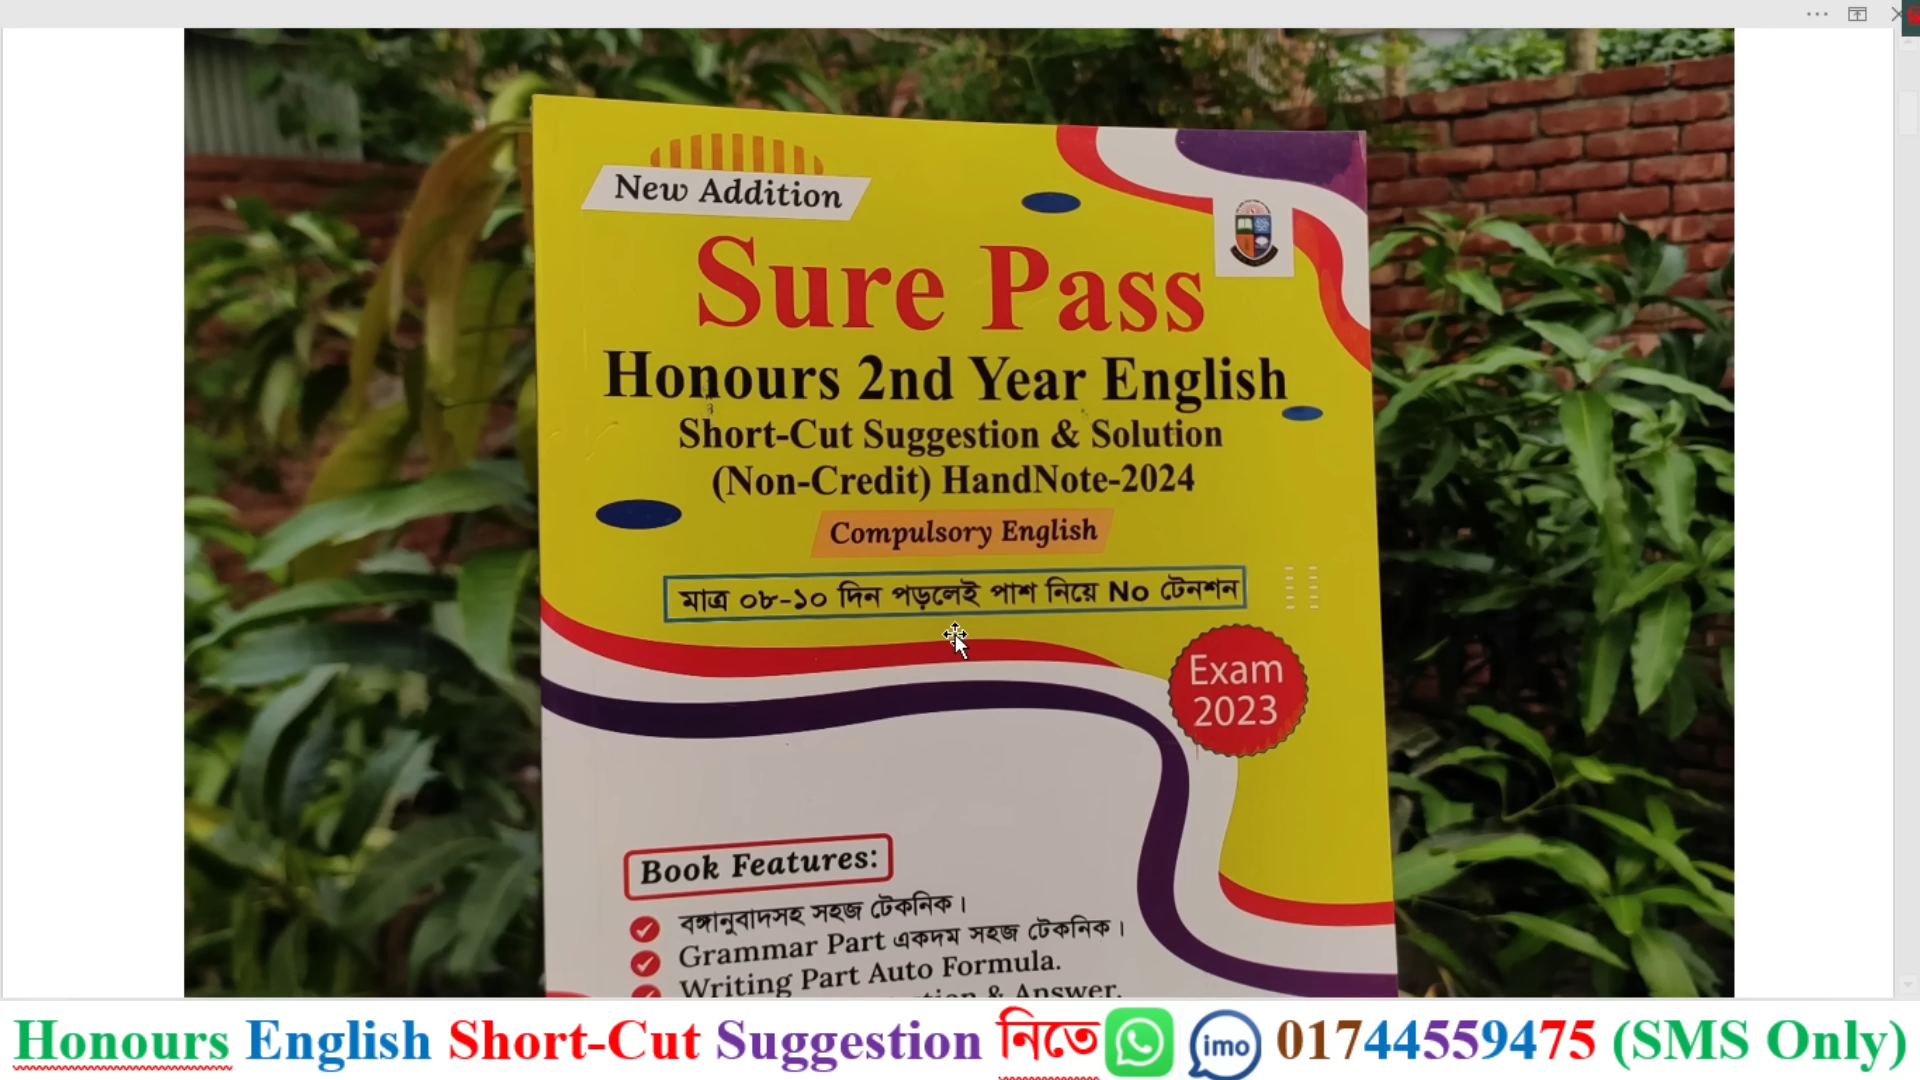 New Addition
Sure Pass
Honours 2nd Year English
Short-Cut Suggestion & Solution
(Non-Credit) HandNote-2024
Compulsory English
মাত্র ০৮-১০ দিন পড়লেই পাশ নিয়ে No টেনশন
Exam
2023
Book Features:
বঙ্গানুবাদসহ সহজ টেকনিক।
Grammar Part একদম সহজ টেকনিক।
Writing Part Auto Formula.
& Answer.
Honours English Short-Cut Suggestion নিতে imo 01744559475 (SMS Only)